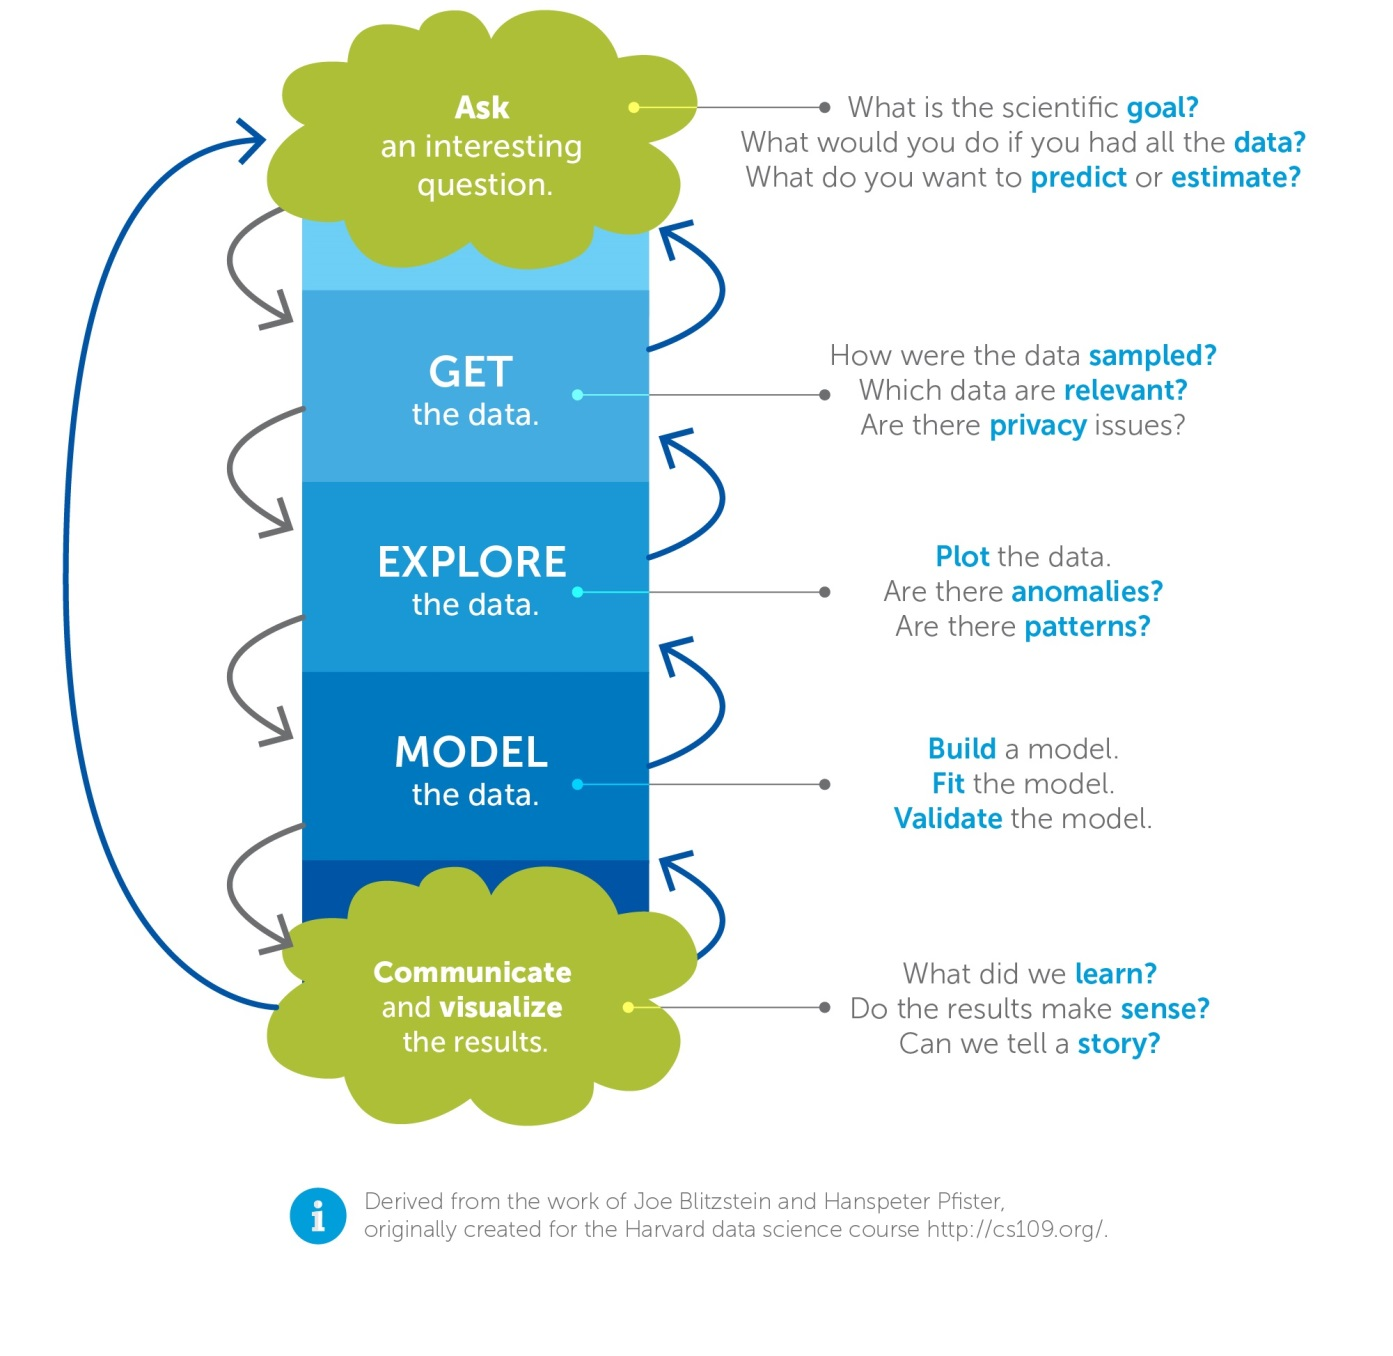 Ask
an interesting
question.
What is the scientific goal?
What would you do if you had all the data?
What do you want to predict or estimate?
GET
the data.
How were the data sampled?
Which data are relevant?
Are there privacy issues?
EXPLORE
the data.
Plot the data.
Are there anomalies?
Are there patterns?
MODEL
the data.
Build a model.
Fit the model.
Validate the model.
Communicate
and visualize
the results.
What did we learn?
Do the results make sense?
Can we tell a story?
i
Derived from the work of Joe Blitzstein and Hanspeter Pfister,
originally created for the Harvard data science course http://cs109.org/.